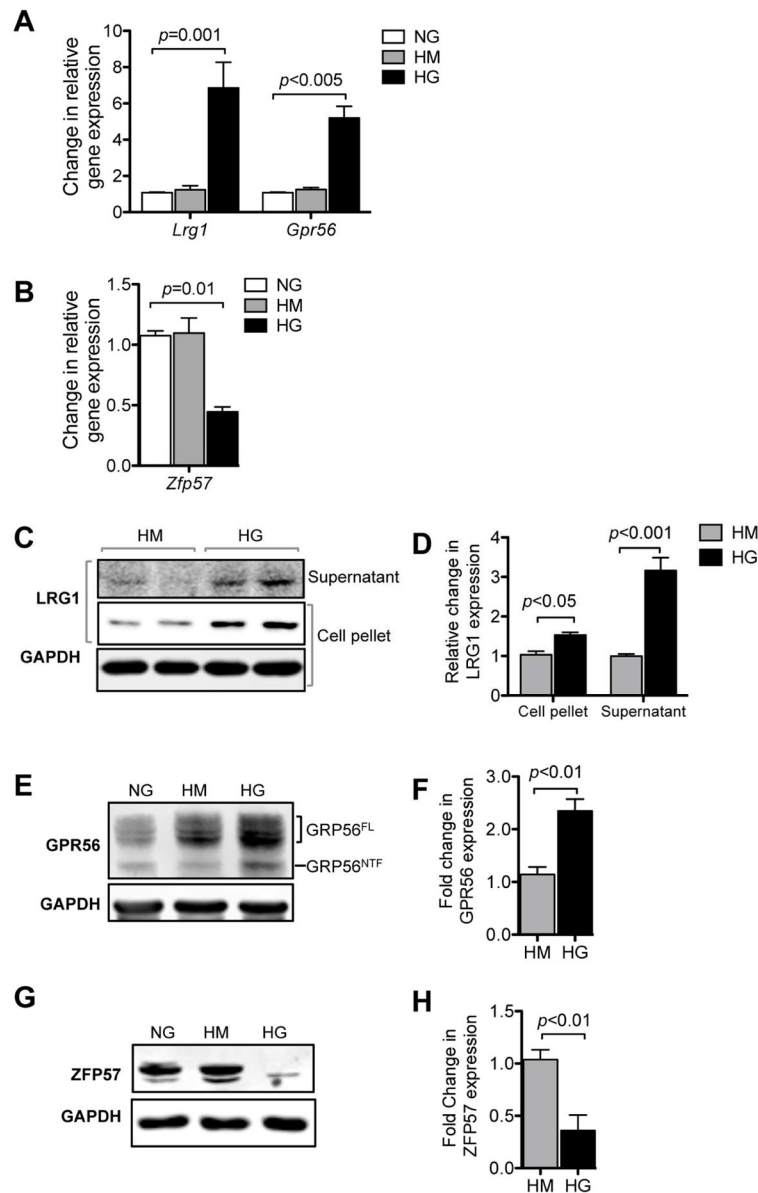 A
Change in relative
gene expression
10
8
6
4
2
0
p=0.001
p<0.005
Lrg1
Gpr56
NG
HM
HG
B
Change in relative
gene expression
1.5
1.0
0.5
0.0
p=0.01
Zfp57
NG
HM
HG
C
HM
HG
LRG1
Supernatant
Cell pellet
GAPDH
D
Relative change in
LRG1 expression
4
3
2
1
0
p<0.05
p<0.001
Cell pellet
Supernatant
HM
HG
E
NG
HM
HG
GPR56
GRP56FL
GRP56NTF
GAPDH
F
Fold change in
GPR56 expression
3.0
2.0
1.0
0.0
p<0.01
HM
HG
G
NG
HM
HG
ZFP57
GAPDH
H
Fold Change in
ZFP57 expression
1.5
1.0
0.5
0.0
p<0.01
HM
HG